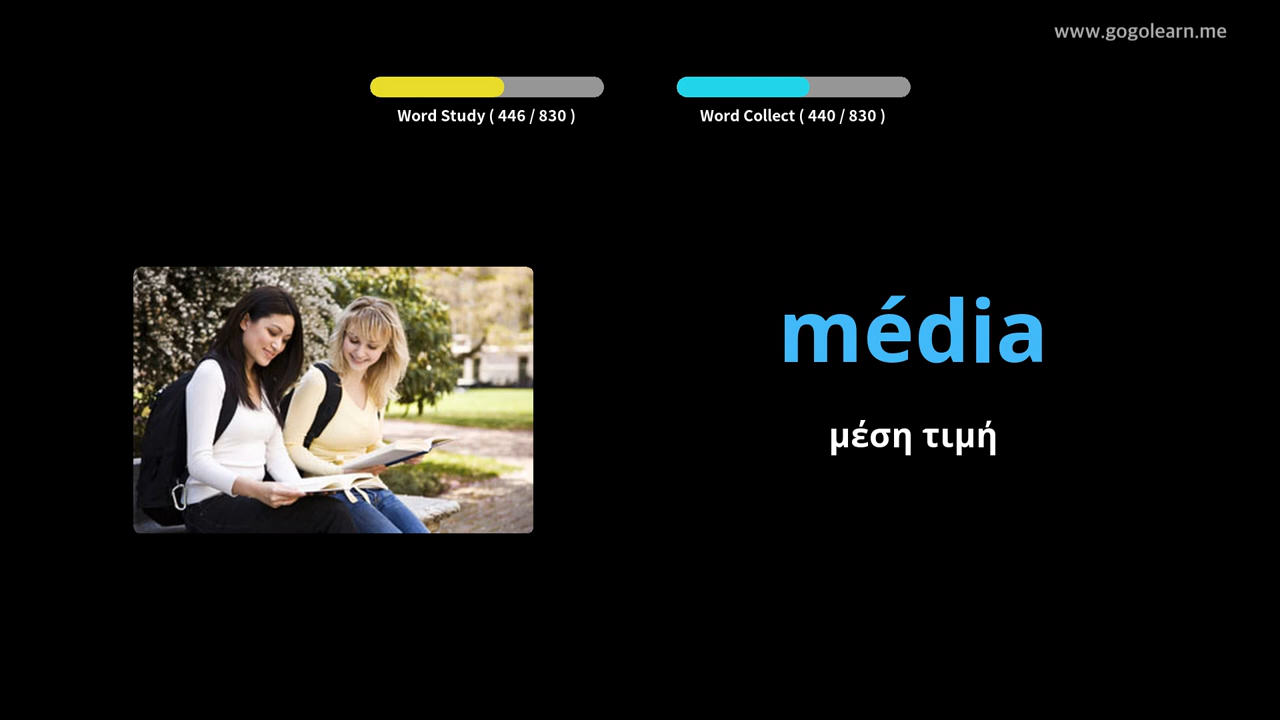 www.gogolearn.me
Word Study ( 446 / 830 )
Word Collect ( 440 / 830 )
média
μέση τιμή